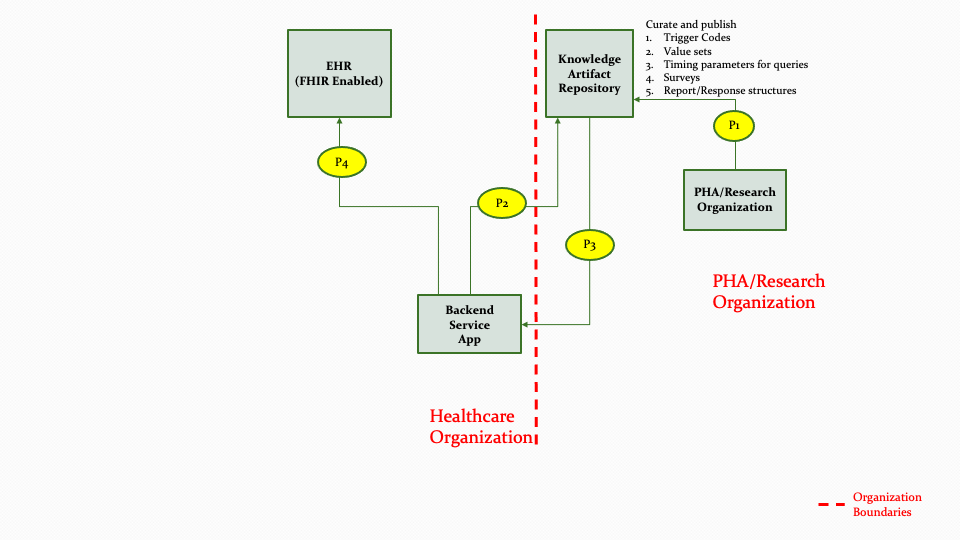 EHR
(FHIR Enabled)
Knowledge
Artifact
Repository
Curate and publish
1. Trigger Codes
2. Value sets
3. Timing parameters for queries
4. Surveys
5. Report/Response structures
P1
P4
PHA/Research
Organization
P2
P3
PHA/Research
Organization
Backend
Service
App
Healthcare
Organization
Organization
Boundaries